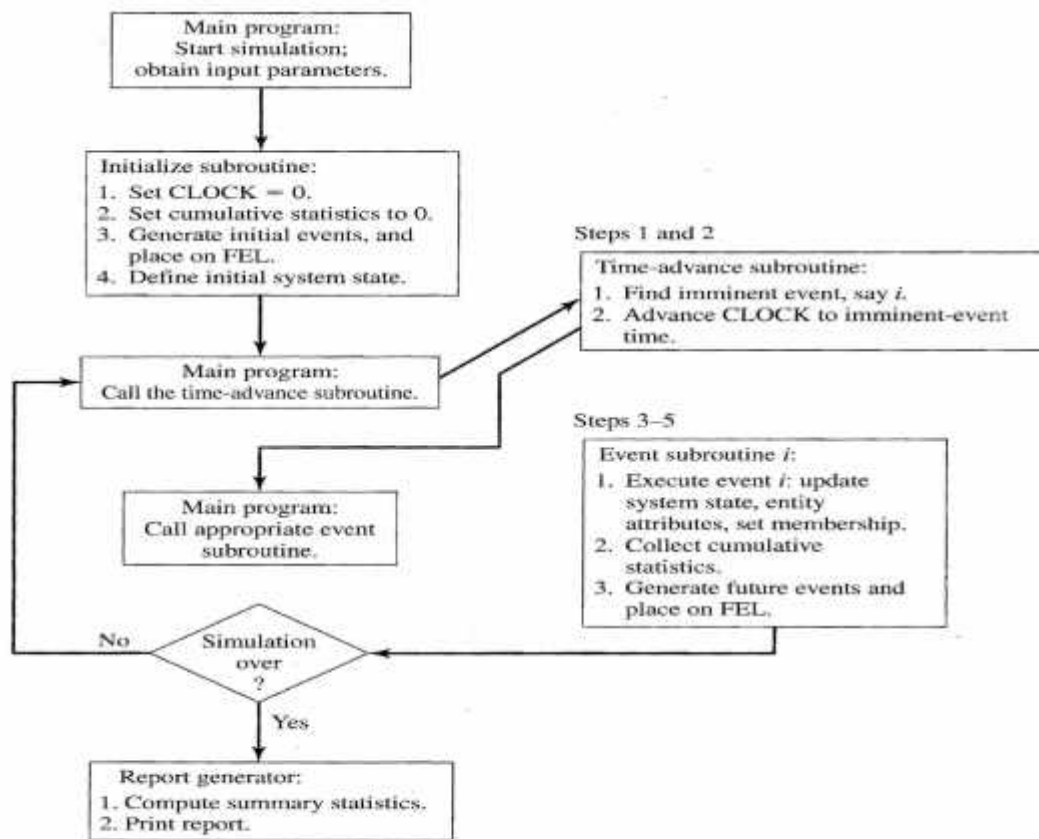 Main program:
Start simulation;
obtain input parameters.
Initialize subroutine:
1. Set CLOCK = 0.
2. Set cumulative statistics to 0.
3. Generate initial events, and
place on FEL.
4. Define initial system state.
Steps 1 and 2
Time-advance subroutine:
1. Find imminent event, say i.
2. Advance CLOCK to imminent-event
time.
Main program:
Call the time-advance subroutine.
Steps 3–5
Event subroutine i:
1. Execute event i: update
system state, entity
attributes, set membership.
2. Collect cumulative
statistics.
3. Generate future events and
place on FEL.
Main program:
Call appropriate event
subroutine.
No
Simulation
over
?
Yes
Report generator:
1. Compute summary statistics.
2. Print report.